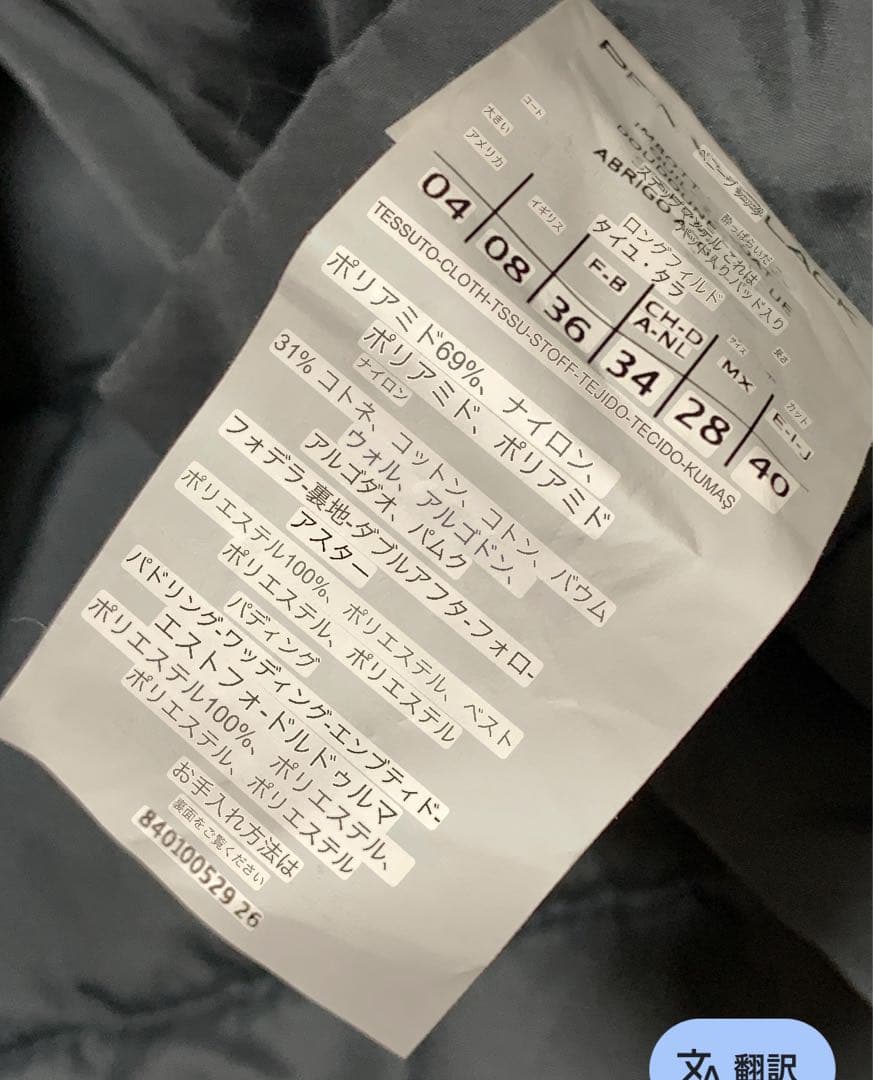 コート
大きい
アメリカ
イギリス
ABRIGO
ロングフィルド
タイユ・タラ
F-B
CH-D
A-NL
サイズ
MX
長さ
カット
E-I-J
04
08
36
34
28
40
TESSUTO-CLOTH-TSSU-STOFF-TEJIDO-TECIDO-KUMAŞ
ポリアミド69%、ナイロン、
ポリアミド、ポリアミド
ナイロン
31% コトネ、コットン、コトン、バウム
ウォル、アルゴドン、
アルゴダオ、パムク
フォデラ-裏地-ダブルアフタ-フォロ-
アスター
ポリエステル100%、ポリエステル、ベスト
ポリエステル、ポリエステル
パディング
パドリング-ワッディング-エンプティド-
エストフォ-ドルドゥルマ
ポリエステル100%、ポリエステル、
ポリエステル、ポリエステル
お手入れ方法は
裏面をご覧ください
840100529 26
翻訳